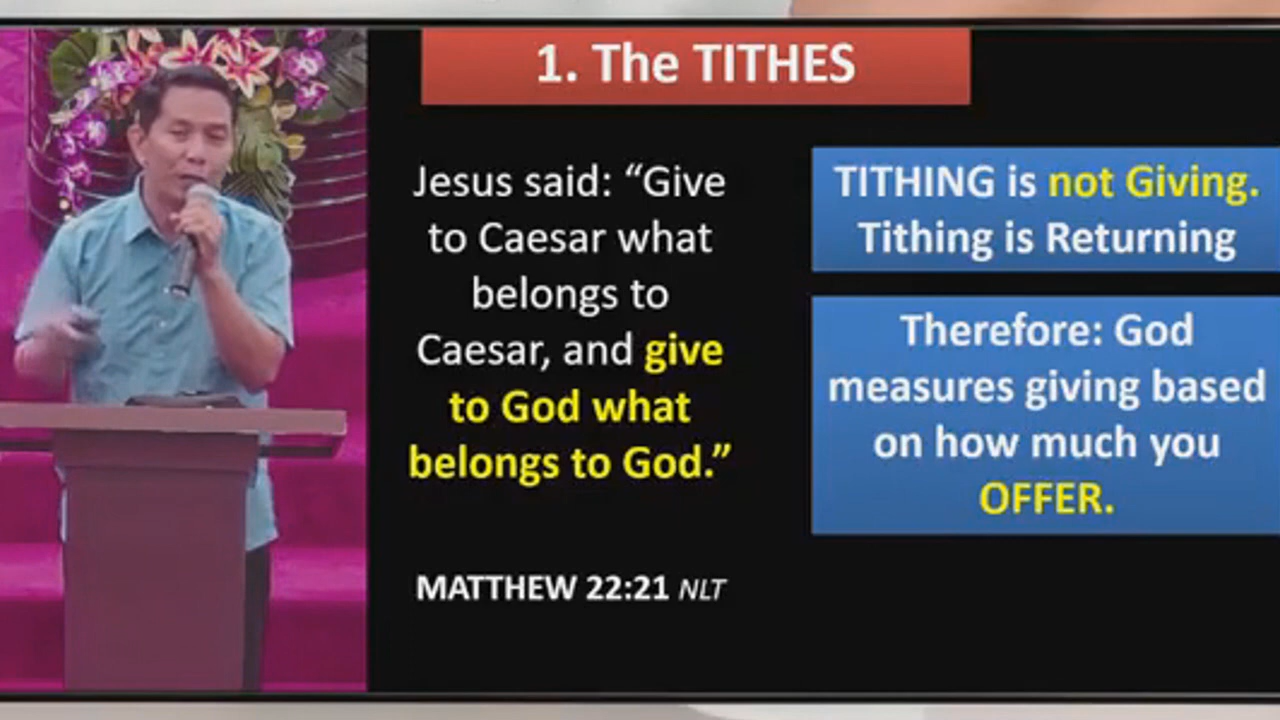 1. The TITHES
Jesus said: “Give
to Caesar what
belongs to
Caesar, and give
to God what
belongs to God.”
MATTHEW 22:21 NLT
TITHING is not Giving.
Tithing is Returning
Therefore: God
measures giving based
on how much you
OFFER.